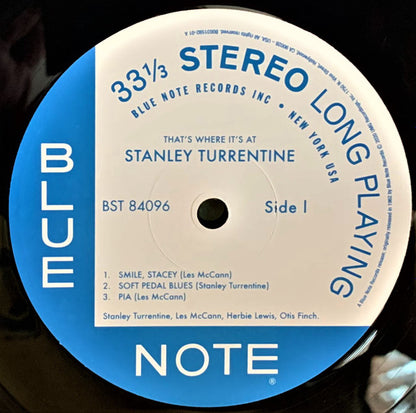 33 1/3 STEREO LONG PLAYING
BLUE NOTE RECORDS INC • NEW YORK USA
THAT'S WHERE IT'S AT
STANLEY TURRENTINE
BST 84096
Side I
1. SMILE, STACEY (Les McCann)
2. SOFT PEDAL BLUES (Stanley Turrentine)
3. PIA (Les McCann)
Stanley Turrentine, Les McCann, Herbie Lewis, Otis Finch.
BLUE
NOTE®